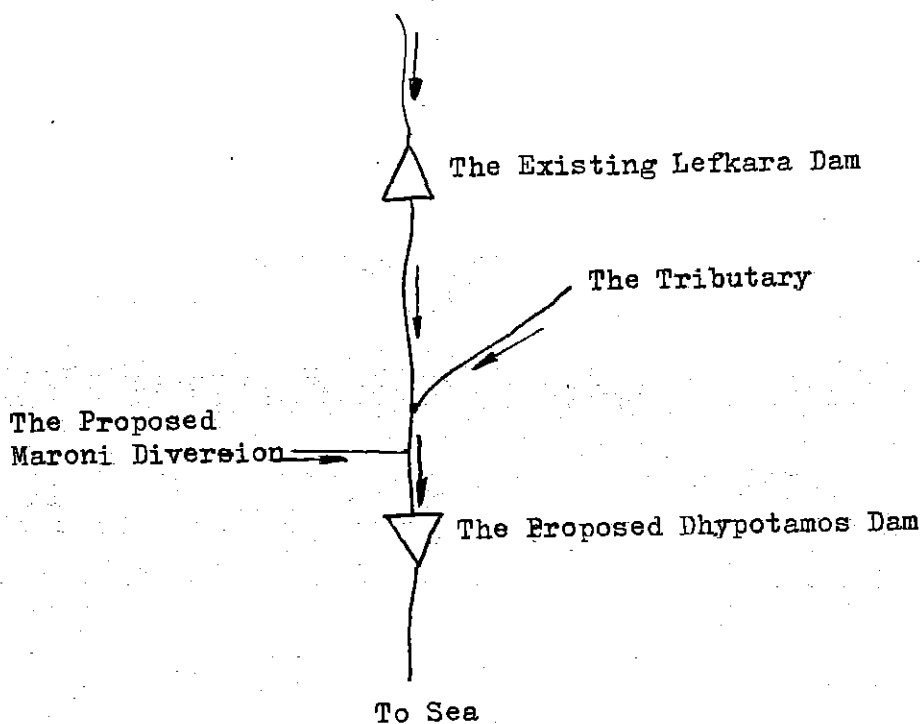 The Existing Lefkara Dam
The Tributary
The Proposed
Maroni Diversion
The Proposed Dhypotamos Dam
To Sea